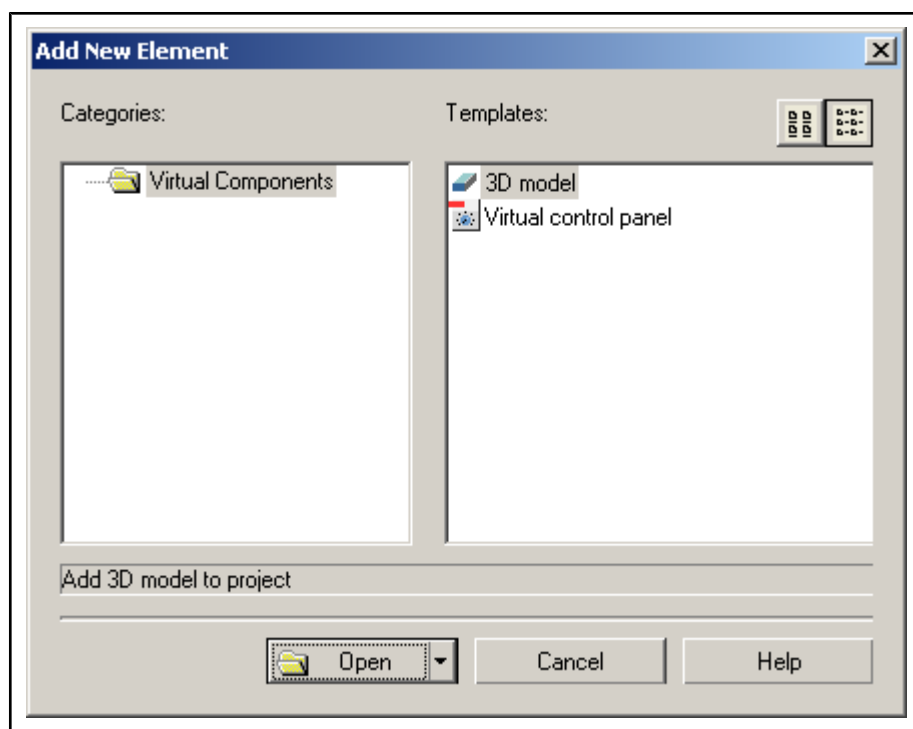 Add New Element
Categories:
Templates:
Virtual Components
3D model
Virtual control panel
Add 3D model to project
Open
Cancel
Help